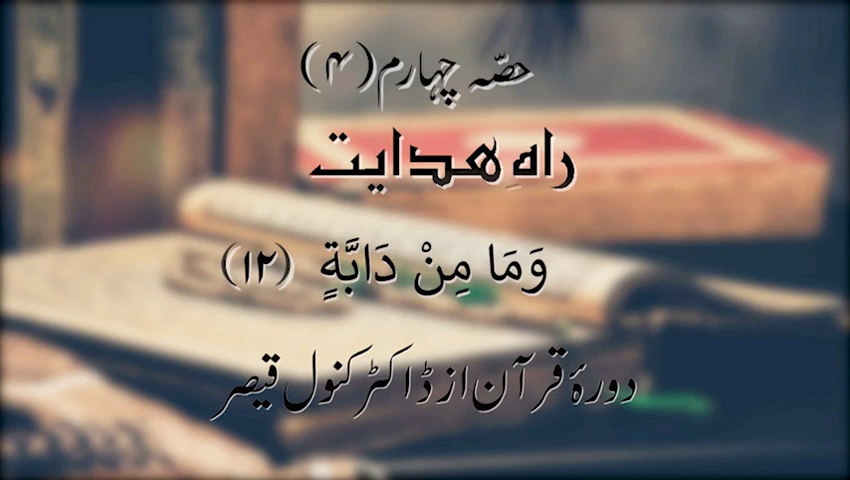 حصّہ چہارم (۴)
راہِ ھدایت
وَمَا مِنْ دَابَّةٍ (۱۲)
دورۂ قرآن از ڈاکٹر کنول قیصر